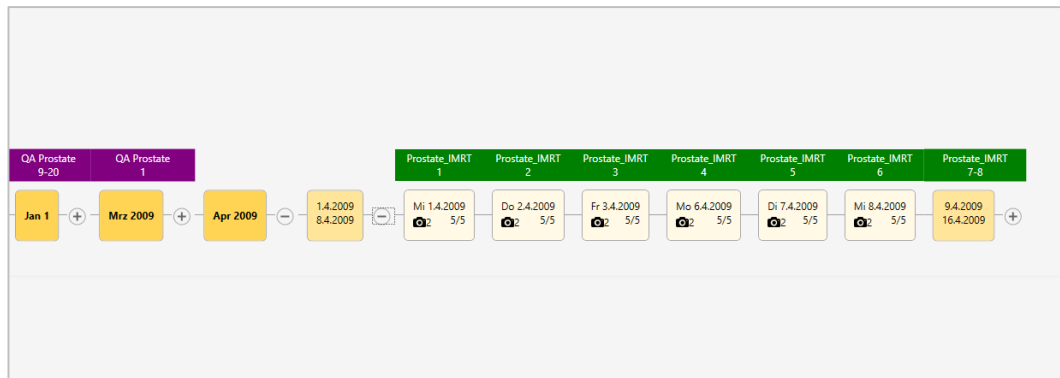 QA Prostate
9-20
QA Prostate
1
Prostate_IMRT
1
Prostate_IMRT
2
Prostate_IMRT
3
Prostate_IMRT
4
Prostate_IMRT
5
Prostate_IMRT
6
Prostate_IMRT
7-8
Jan 1
Mrz 2009
Apr 2009
1.4.2009
8.4.2009
Mi 1.4.2009
2 5/5
Do 2.4.2009
2 5/5
Fr 3.4.2009
2 5/5
Mo 6.4.2009
2 5/5
Di 7.4.2009
2 5/5
Mi 8.4.2009
2 5/5
9.4.2009
16.4.2009